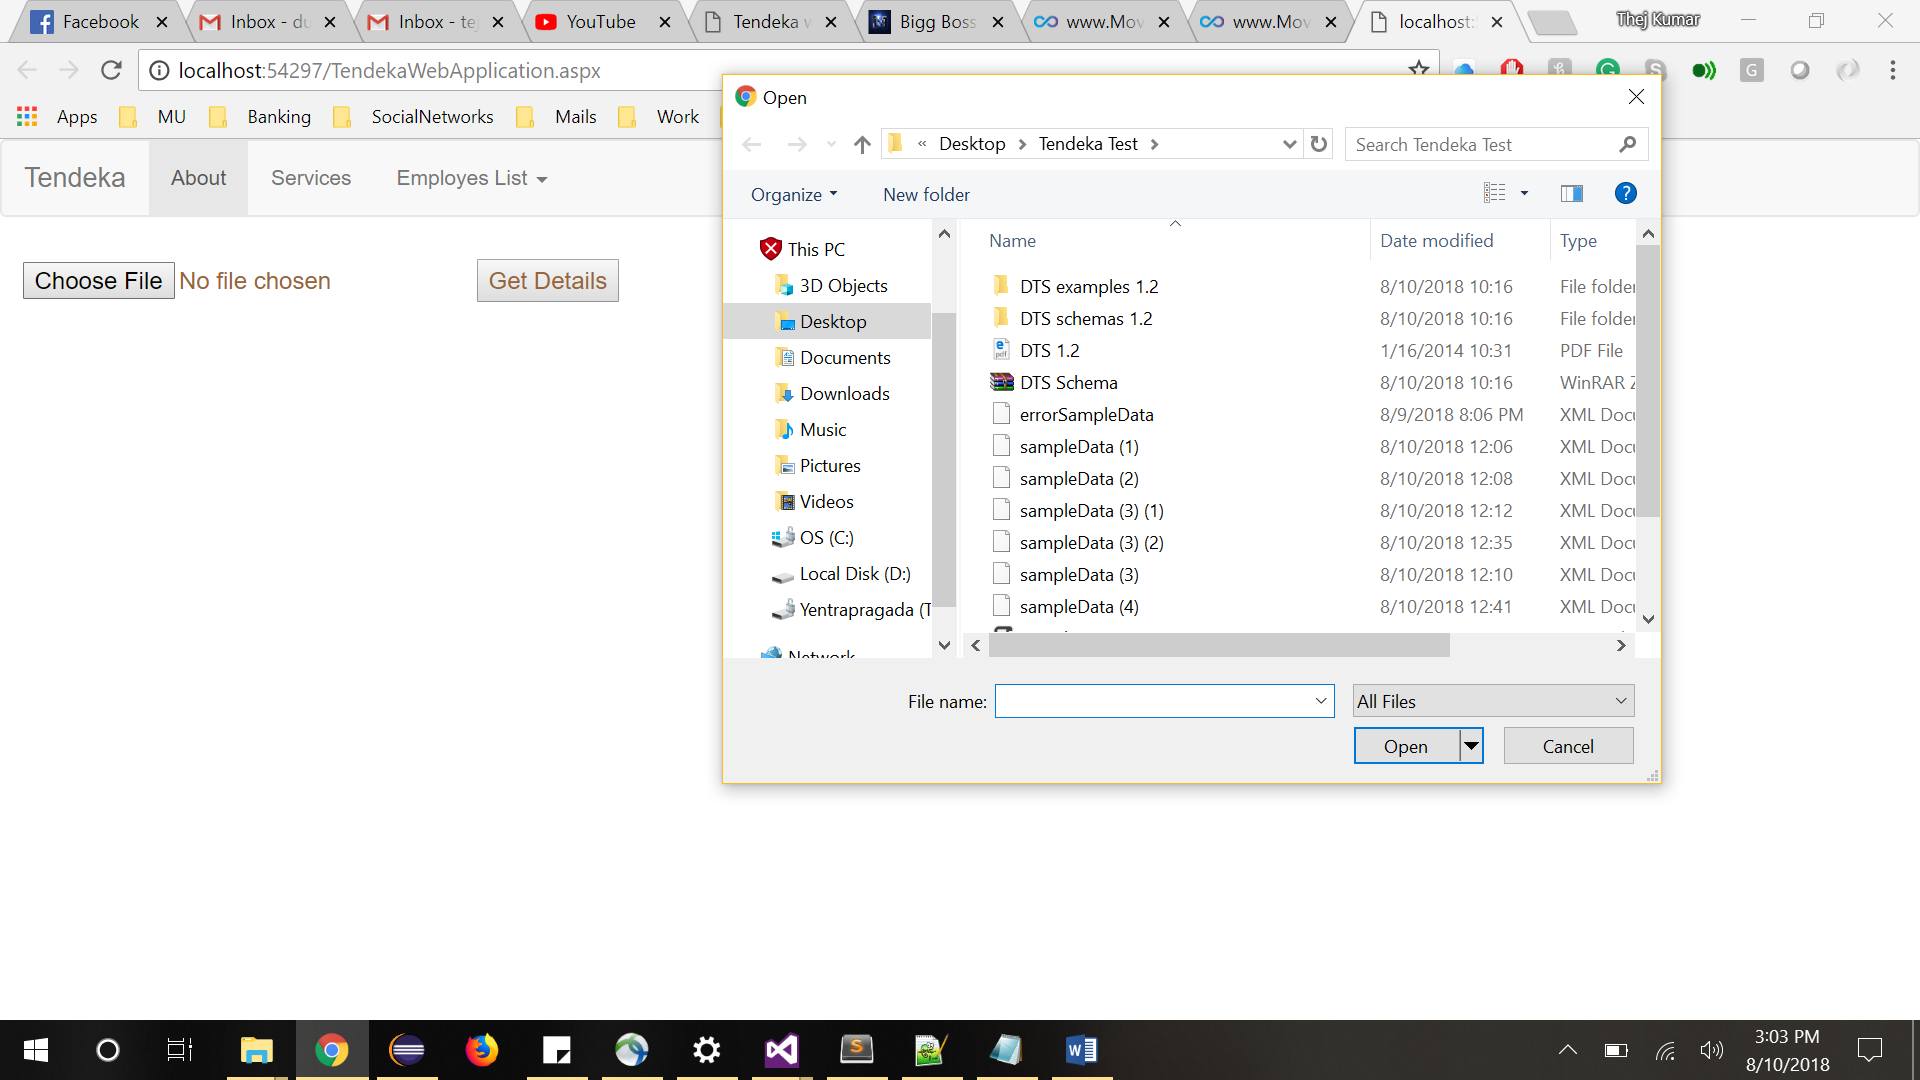 Facebook
Inbox - du
Inbox - te
YouTube
Tendeka w
Bigg Boss
www.Mov
www.Mov
localhost:
Thej Kumar
localhost:54297/TendekaWebApplication.aspx
Apps
MU
Banking
SocialNetworks
Mails
Work
Tendeka
About
Services
Employes List
Choose File No file chosen
Get Details
Open
« Desktop > Tendeka Test >
Search Tendeka Test
Organize
New folder
This PC
3D Objects
Desktop
Documents
Downloads
Music
Pictures
Videos
OS (C:)
Local Disk (D:)
Yentrapragada (T
Network
Name Date modified Type
DTS examples 1.2 8/10/2018 10:16 File folder
DTS schemas 1.2 8/10/2018 10:16 File folder
DTS 1.2 1/16/2014 10:31 PDF File
DTS Schema 8/10/2018 10:16 WinRAR Z
errorSampleData 8/9/2018 8:06 PM XML Docu
sampleData (1) 8/10/2018 12:06 XML Docu
sampleData (2) 8/10/2018 12:08 XML Docu
sampleData (3) (1) 8/10/2018 12:12 XML Docu
sampleData (3) (2) 8/10/2018 12:35 XML Docu
sampleData (3) 8/10/2018 12:10 XML Docu
sampleData (4) 8/10/2018 12:41 XML Docu
File name:
All Files
Open
Cancel
3:03 PM
8/10/2018